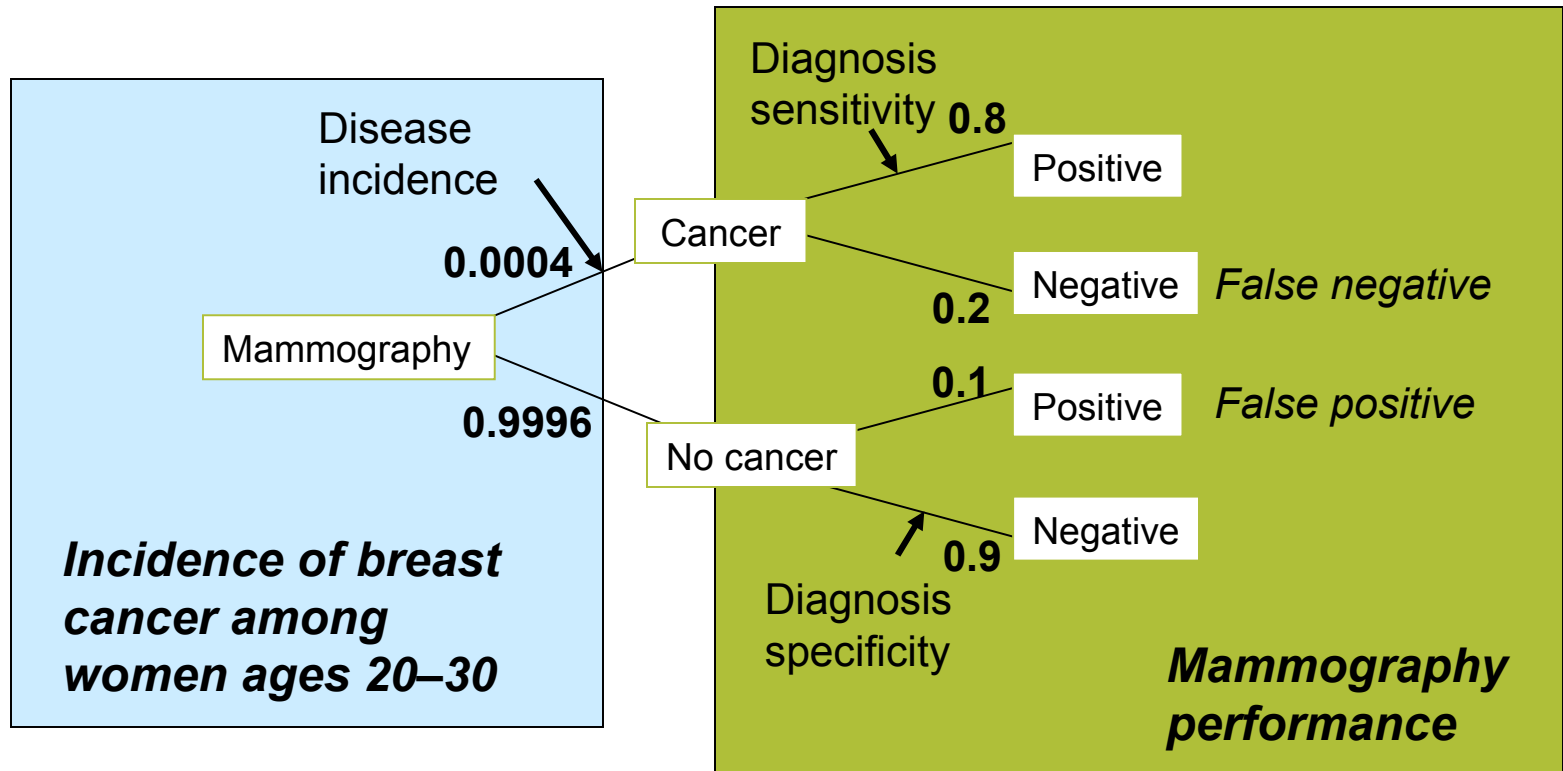 Disease
incidence
0.0004
Mammography
0.9996
Incidence of breast
cancer among
women ages 20–30
Diagnosis
sensitivity
0.8
Cancer
Positive
0.2
Negative
False negative
No cancer
0.1
Positive
False positive
0.9
Negative
Diagnosis
specificity
Mammography
performance